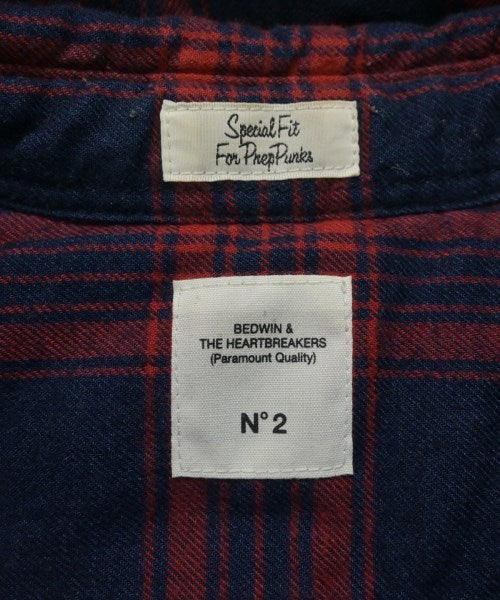 Special Fit
For PrepPunks
BEDWIN &
THE HEARTBREAKERS
(Paramount Quality)
N° 2